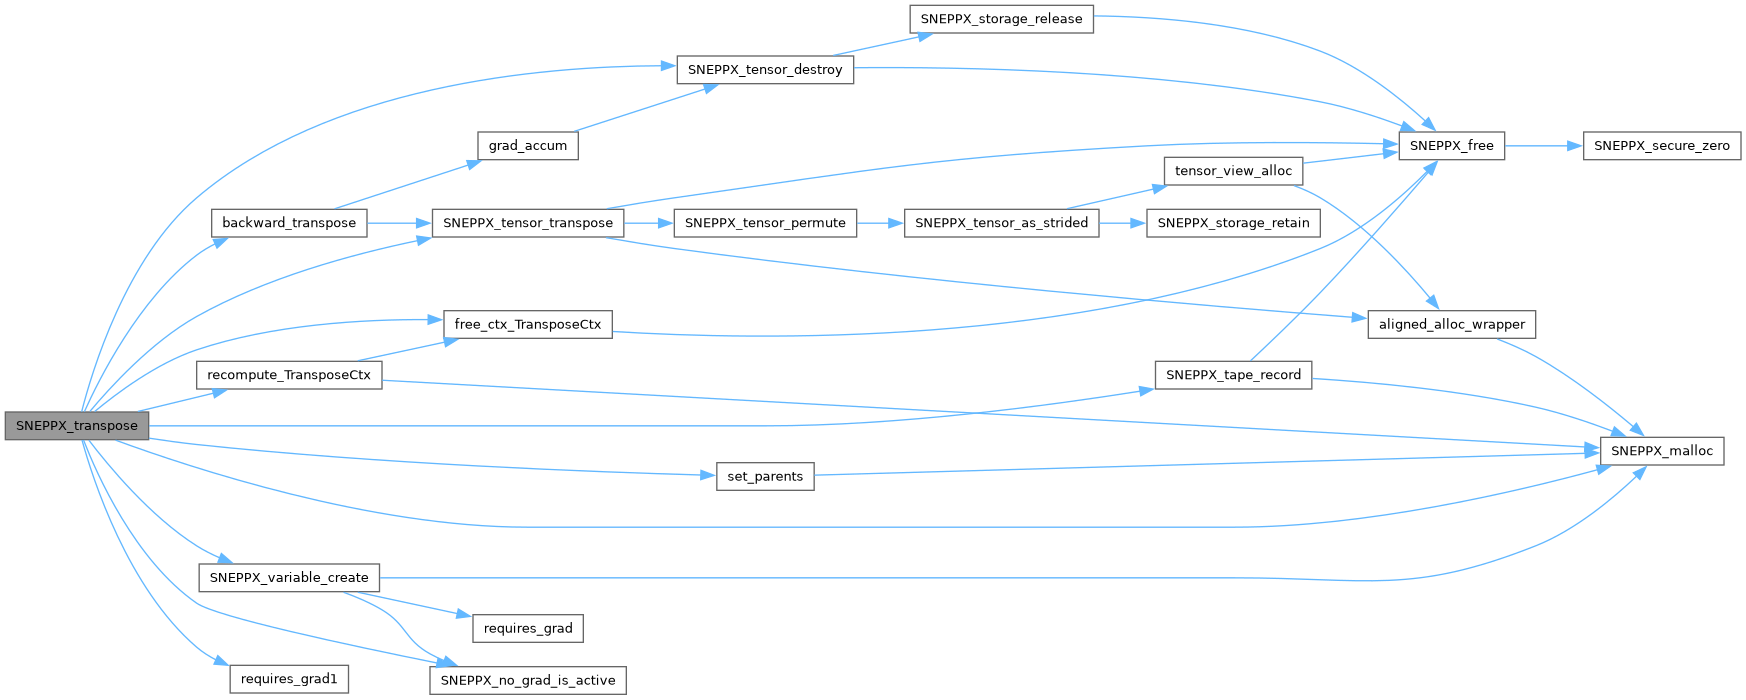 SNEPPX_storage_release
SNEPPX_tensor_destroy
grad_accum
SNEPPX_free
SNEPPX_secure_zero
tensor_view_alloc
backward_transpose
SNEPPX_tensor_transpose
SNEPPX_tensor_permute
SNEPPX_tensor_as_strided
SNEPPX_storage_retain
free_ctx_TransposeCtx
aligned_alloc_wrapper
recompute_TransposeCtx
SNEPPX_tape_record
SNEPPX_transpose
SNEPPX_malloc
set_parents
SNEPPX_variable_create
requires_grad
requires_grad1
SNEPPX_no_grad_is_active